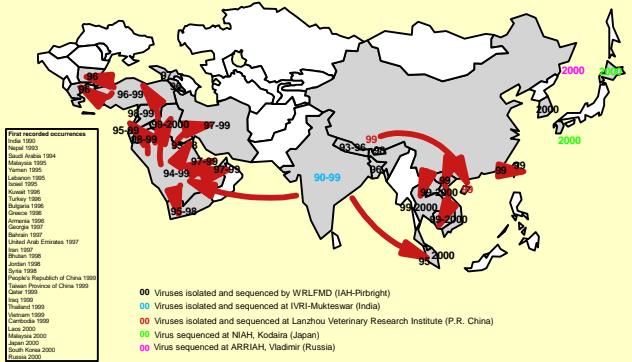 First recorded occurrences
India 1990
Nepal 1993
Saudi Arabia 1994
Malaysia 1995
Yemen 1995
Lebanon 1995
Israel 1995
Kuwait 1996
Turkey 1996
Bulgaria 1996
Greece 1996
Armenia 1996
Georgia 1997
Bahrain 1997
United Arab Emirates 1997
Iran 1997
Bhutan 1998
Jordan 1998
Syria 1998
People's Republich of China 1999
Taiwan Province of China 1999
Qatar 1999
Iraq 1999
Thailand 1999
Vietnam 1999
Cambodia 1999
Laos 2000
Malaysia 2000
Japan 2000
South Korea 2000
Russia 2000
96
96
96-99
97
98-99
99-2000
97-99
97-99
97-99
94-99
95-98
90-99
93-96
98
96
99
99
99-2000
99-2000
99-2000
95
2000
99
99
99
2000
2000
2000
2000
00 Viruses isolated and sequenced by WRLFMD (IAH-Pirbright)
00 Viruses isolated and sequenced at IVRI-Mukteswar (India)
00 Viruses isolated and sequenced at Lanzhou Veterinary Research Institute (P.R. China)
00 Virus sequenced at NIAH, Kodaira (Japan)
00 Virus sequenced at ARRIAH, Vladimir (Russia)